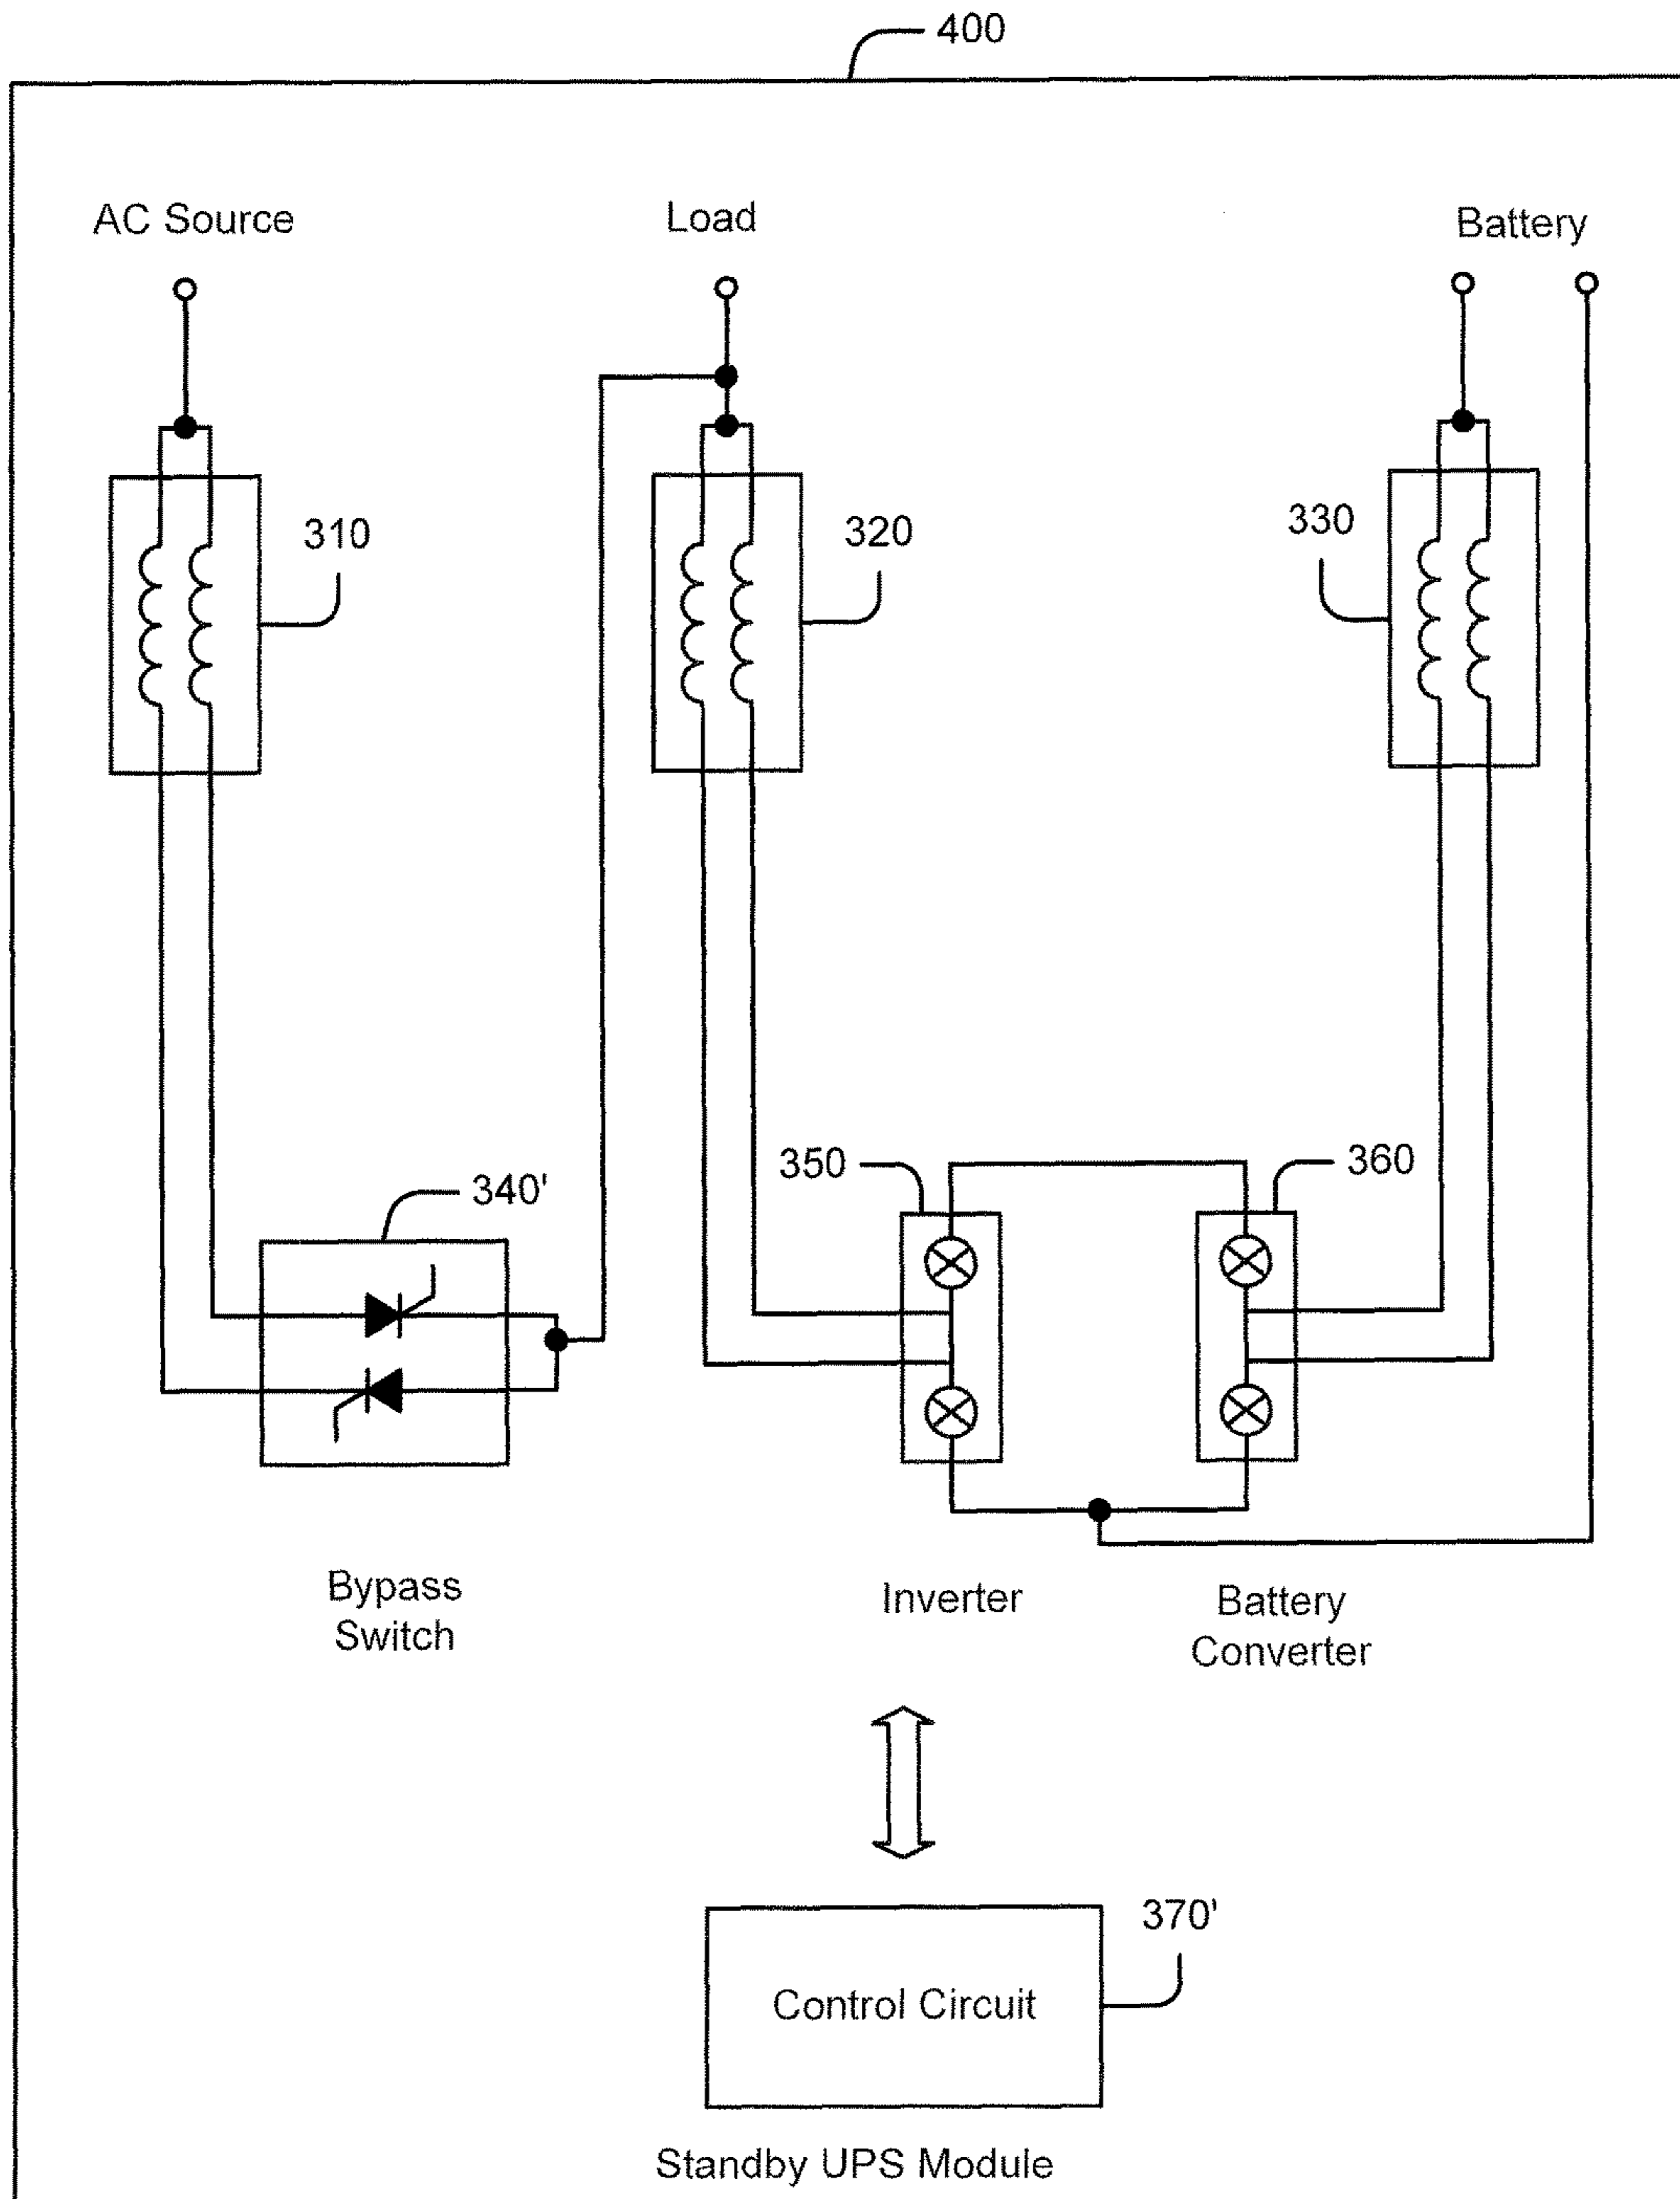 400
AC Source
Load
Battery
310
320
330
340'
350
360
Bypass
Switch
Inverter
Battery
Converter
370'
Control Circuit
Standby UPS Module